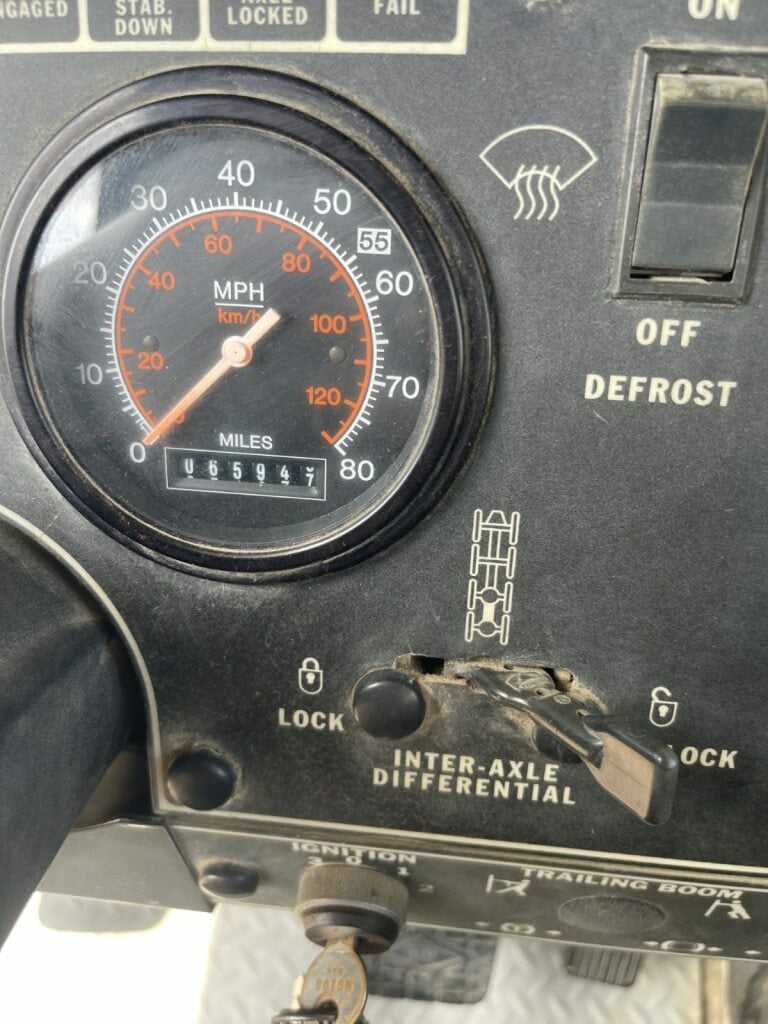 STAB.
DOWN
LOCKED
FAIL
ON
40
30
50
55
60
80
20
60
40
MPH
km/h
100
10
20
70
120
0
MILES
80
065947
OFF
DEFROST
LOCK
OCK
INTER-AXLE
DIFFERENTIAL
IGNITION
3 0 1
2
TRAILING BOOM